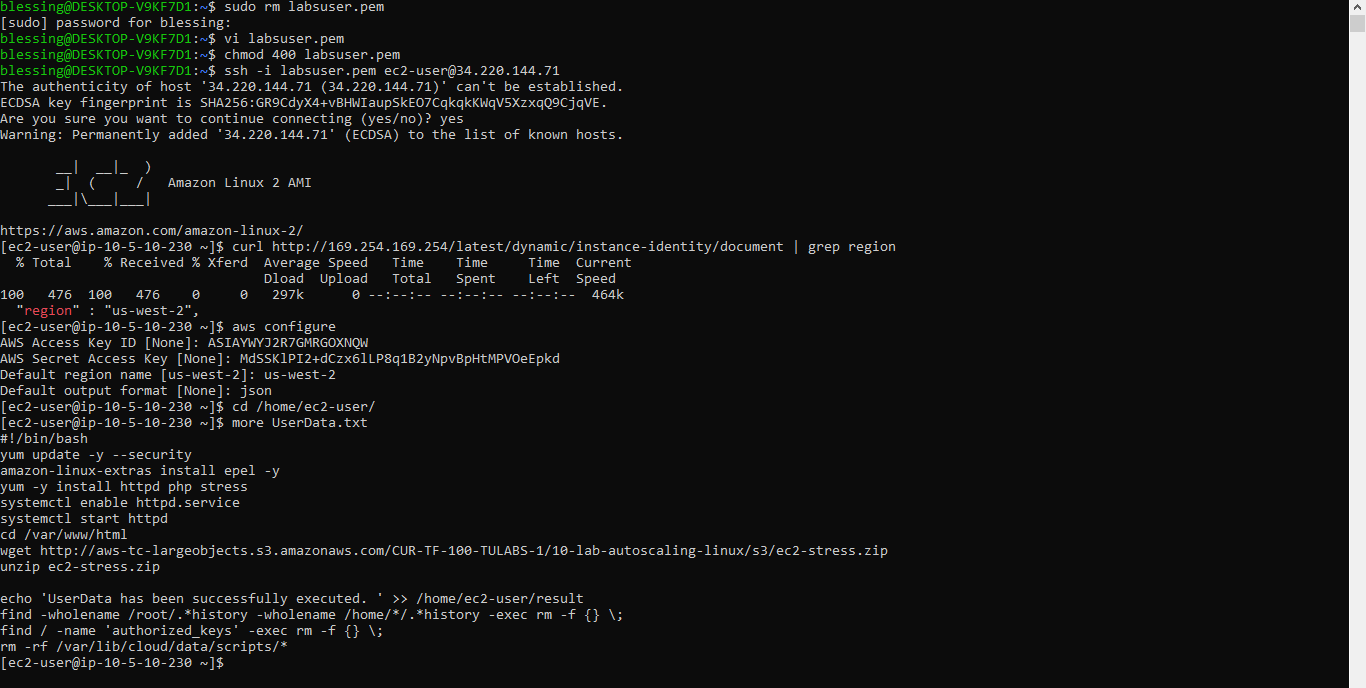 blessing@DESKTOP-V9KF7D1:~$ sudo rm labsuser.pem
[sudo] password for blessing:
blessing@DESKTOP-V9KF7D1:~$ vi labsuser.pem
blessing@DESKTOP-V9KF7D1:~$ chmod 400 labsuser.pem
blessing@DESKTOP-V9KF7D1:~$ ssh -i labsuser.pem ec2-user@34.220.144.71
The authenticity of host '34.220.144.71 (34.220.144.71)' can't be established.
ECDSA key fingerprint is SHA256:GR9CdyX4+vBHWIaupSkEO7CqkqkKWqV5XzxqQ9CjqVE.
Are you sure you want to continue connecting (yes/no)? yes
Warning: Permanently added '34.220.144.71' (ECDSA) to the list of known hosts.
       __|  __|_  )
       _|  (     /   Amazon Linux 2 AMI
      ___|\___|___|
https://aws.amazon.com/amazon-linux-2/
[ec2-user@ip-10-5-10-230 ~]$ curl http://169.254.169.254/latest/dynamic/instance-identity/document | grep region
  % Total    % Received % Xferd  Average Speed   Time    Time     Time  Current
                                 Dload  Upload   Total   Spent    Left  Speed
100   476  100   476    0     0   297k      0 --:--:-- --:--:-- --:--:--  464k
  "region" : "us-west-2",
[ec2-user@ip-10-5-10-230 ~]$ aws configure
AWS Access Key ID [None]: ASIAYWYJ2R7GMRGOXNQW
AWS Secret Access Key [None]: MdSSKlPI2+dCzx6lLP8q1B2yNpvBpHtMPVOeEpkd
Default region name [us-west-2]: us-west-2
Default output format [None]: json
[ec2-user@ip-10-5-10-230 ~]$ cd /home/ec2-user/
[ec2-user@ip-10-5-10-230 ~]$ more UserData.txt
#!/bin/bash
yum update -y --security
amazon-linux-extras install epel -y
yum -y install httpd php stress
systemctl enable httpd.service
systemctl start httpd
cd /var/www/html
wget http://aws-tc-largeobjects.s3.amazonaws.com/CUR-TF-100-TULABS-1/10-lab-autoscaling-linux/s3/ec2-stress.zip
unzip ec2-stress.zip
echo 'UserData has been successfully executed. ' >> /home/ec2-user/result
find -wholename /root/.*history -wholename /home/*/.*history -exec rm -f {} \;
find / -name 'authorized_keys' -exec rm -f {} \;
rm -rf /var/lib/cloud/data/scripts/*
[ec2-user@ip-10-5-10-230 ~]$